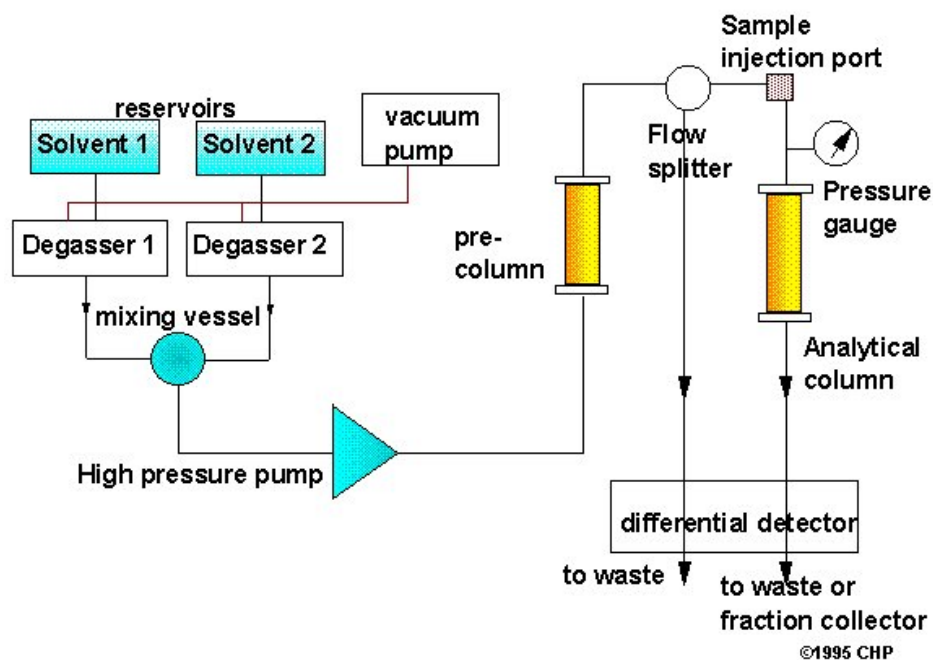 Sample
injection port
reservoirs
Solvent 1
Solvent 2
vacuum
pump
Flow
splitter
Pressure
gauge
Degasser 1
Degasser 2
pre-
column
mixing vessel
Analytical
column
High pressure pump
differential detector
to waste
to waste or
fraction collector
©1995 CHP